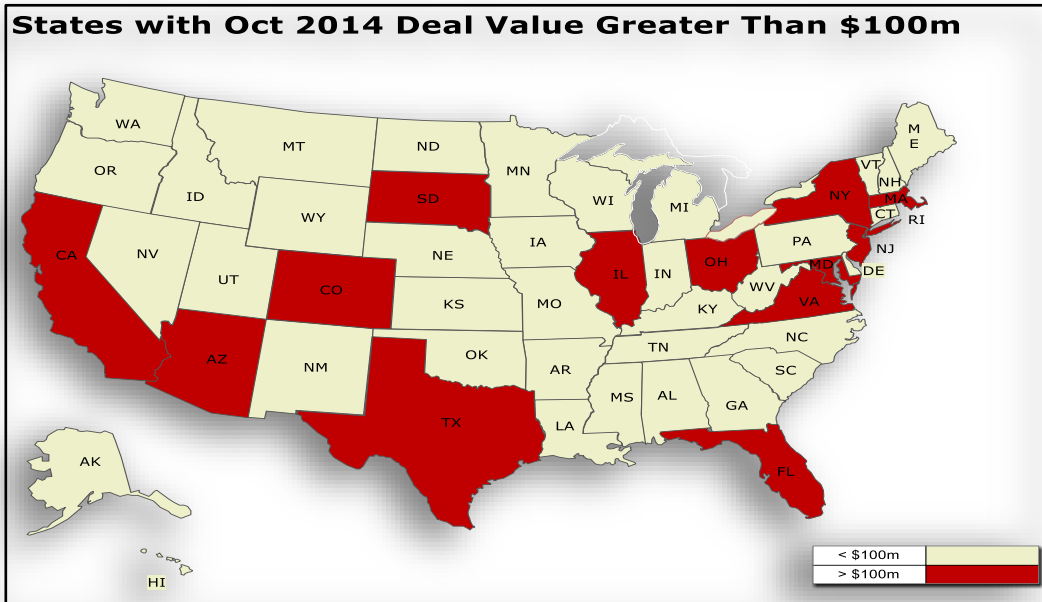 States with Oct 2014 Deal Value Greater Than $100m
WA
MT
ND
MN
OR
ID
WY
SD
WI
MI
M
E
VT
NH
NY
MA
CT
RI
CA
NV
UT
CO
NE
IA
IL
IN
OH
PA
NJ
MD
DE
KS
MO
KY
WV
VA
AZ
NM
OK
AR
TN
NC
SC
TX
LA
MS
AL
GA
FL
AK
HI
< $100m
> $100m